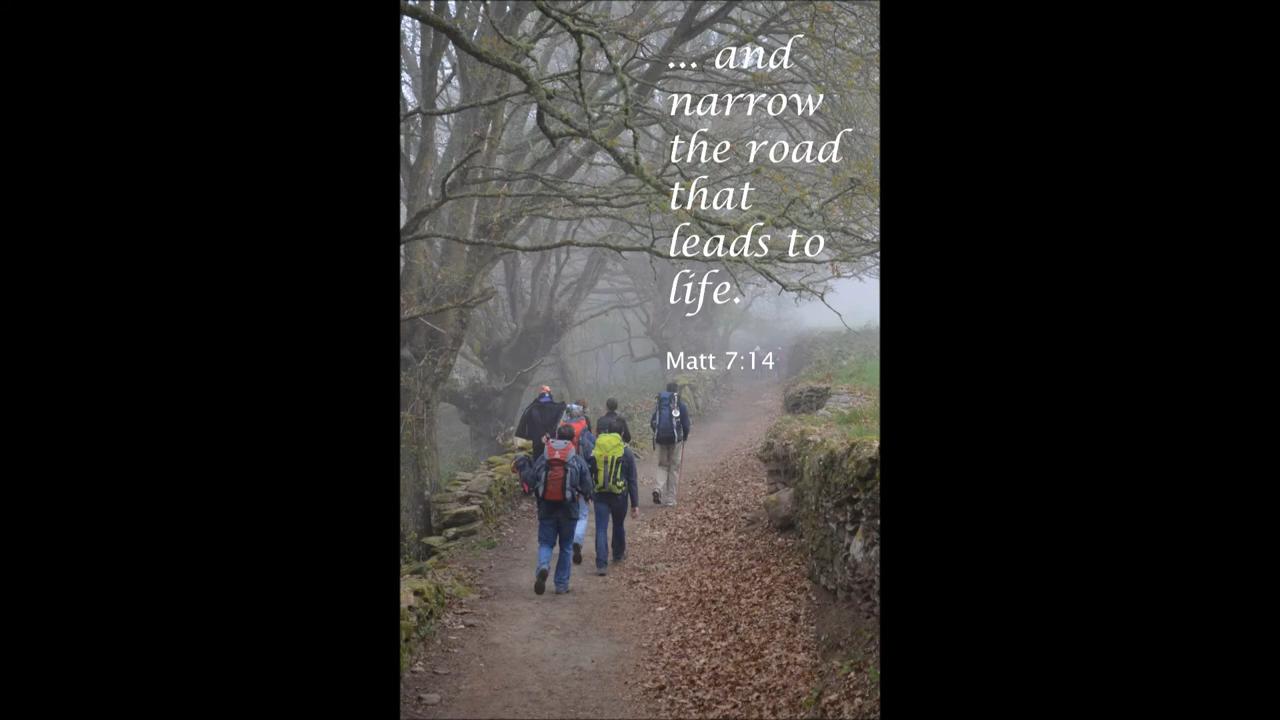 ... and
narrow
the road
that
leads to
life.
Matt 7:14